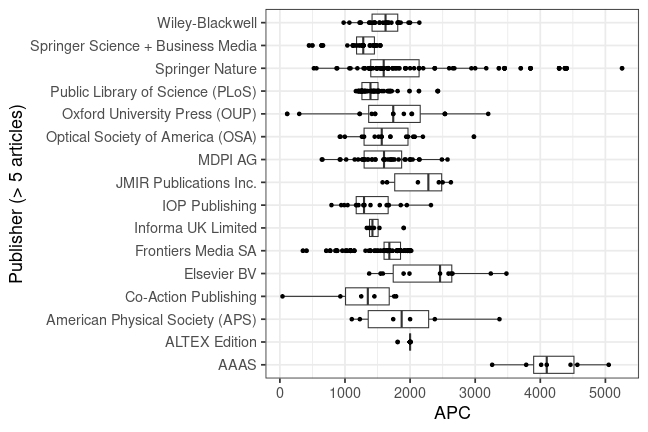 Publisher (> 5 articles)
Wiley-Blackwell
Springer Science + Business Media
Springer Nature
Public Library of Science (PLoS)
Oxford University Press (OUP)
Optical Society of America (OSA)
MDPI AG
JMIR Publications Inc.
IOP Publishing
Informa UK Limited
Frontiers Media SA
Elsevier BV
Co-Action Publishing
American Physical Society (APS)
ALTEX Edition
AAAS
0 1000 2000 3000 4000 5000
APC